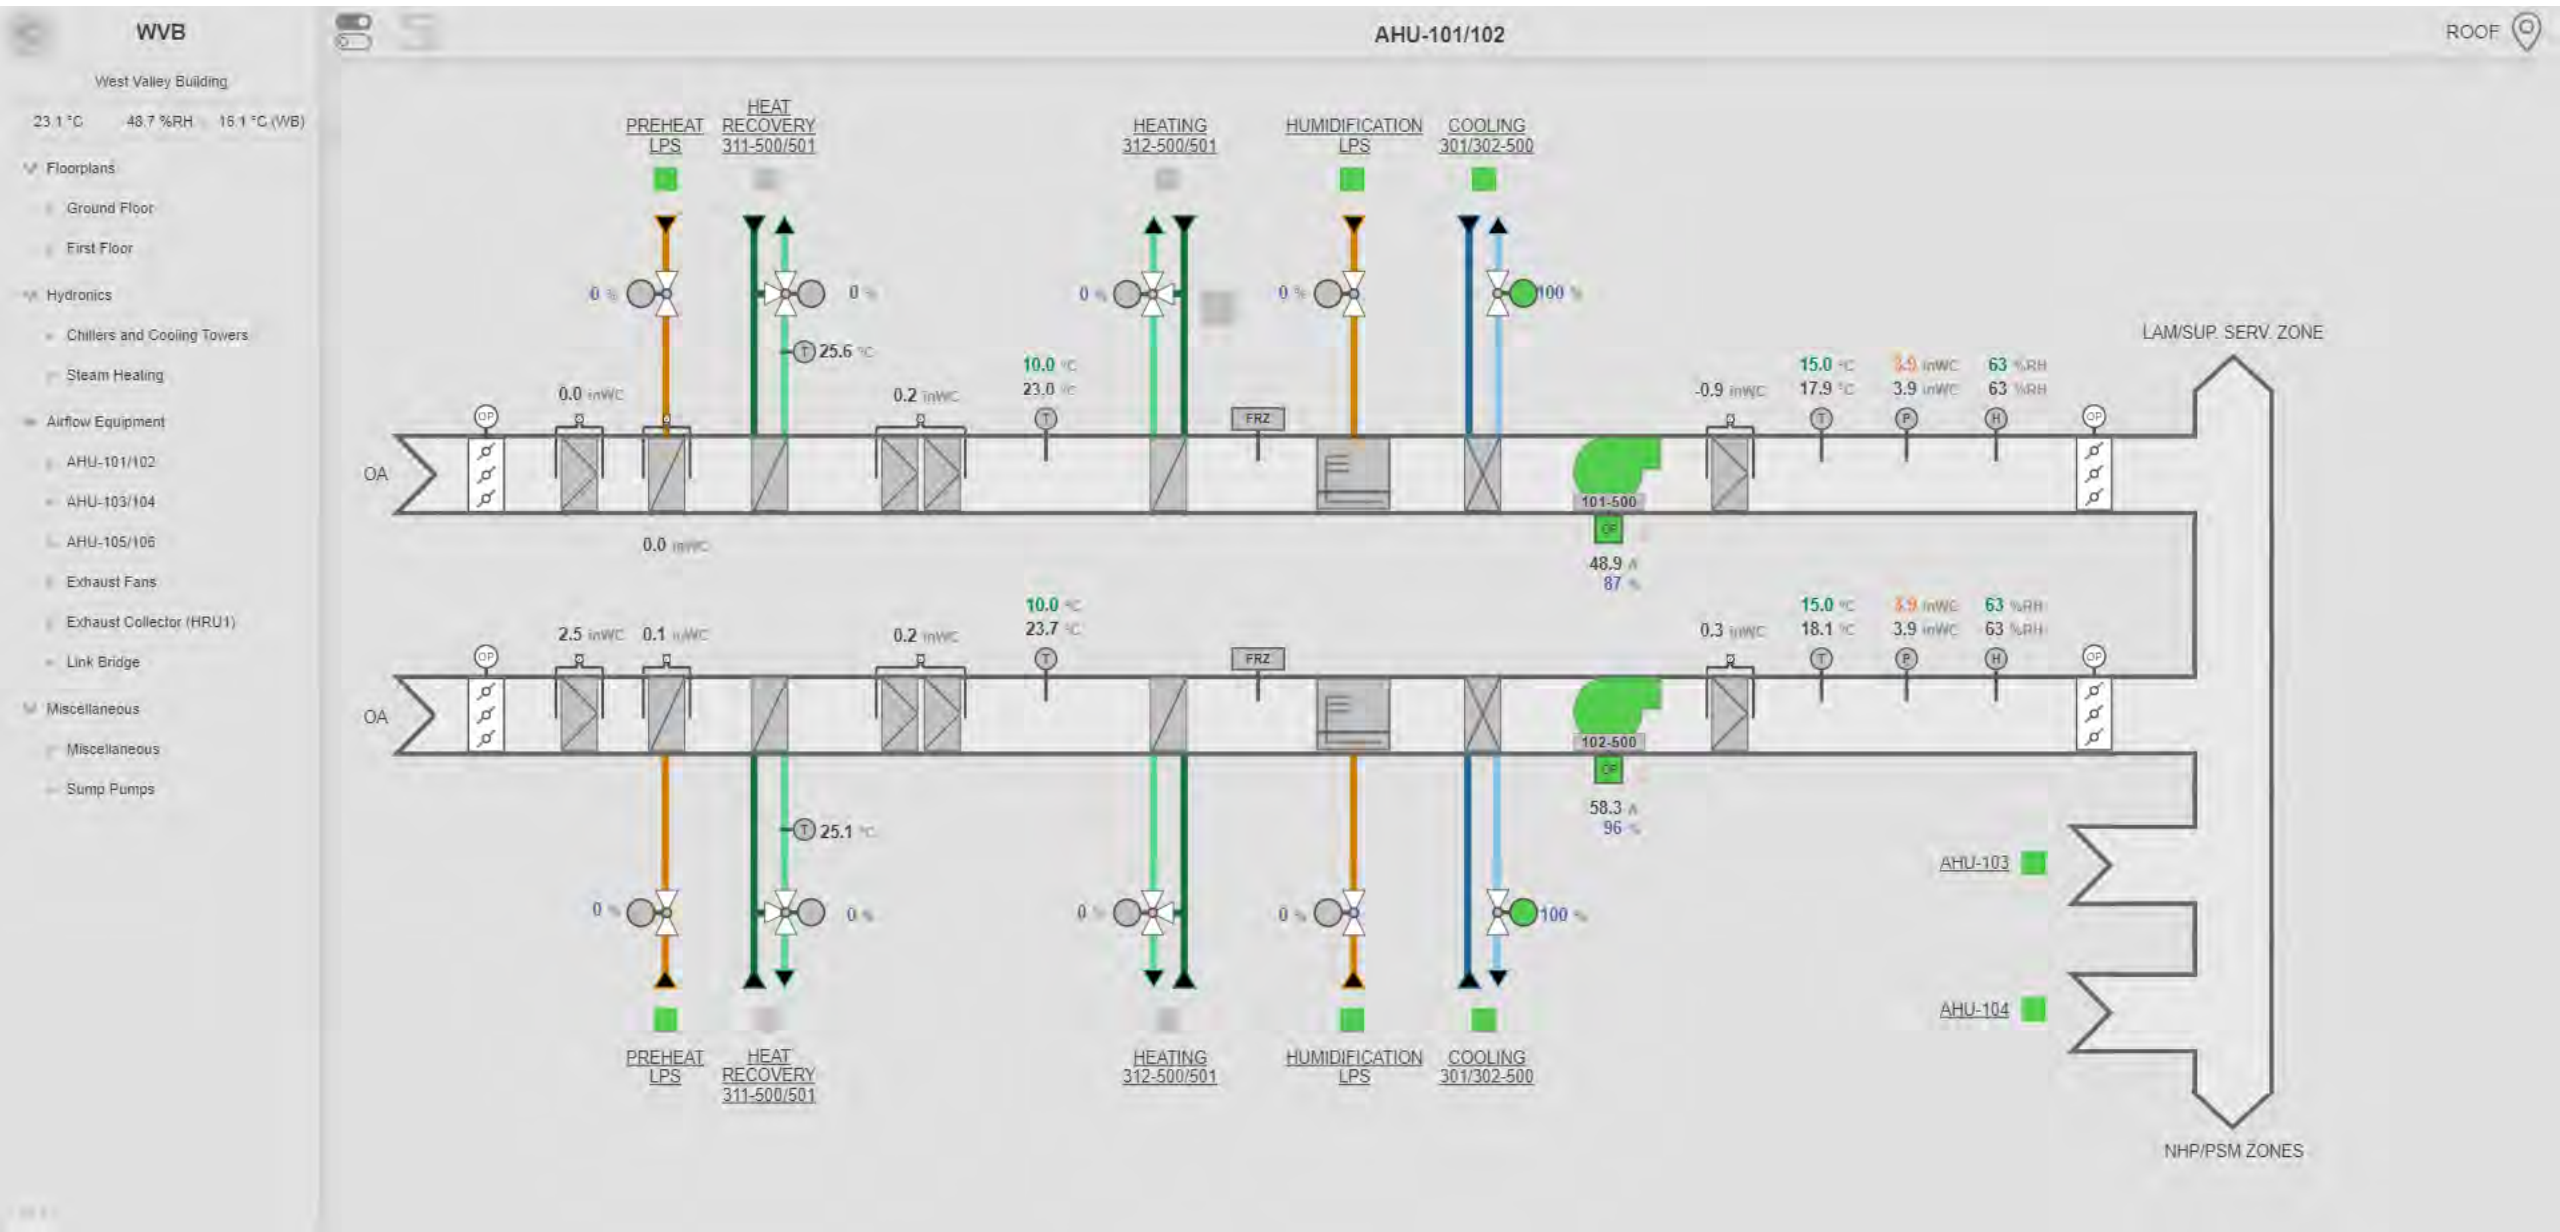 WVB
West Valley Building
23.1 °C 48.7 %RH 16.1 °C (WB)
Floorplans
Ground Floor
First Floor
Hydronics
Chillers and Cooling Towers
Steam Heating
Airflow Equipment
AHU-101/102
AHU-103/104
AHU-105/106
Exhaust Fans
Exhaust Collector (HRU1)
Link Bridge
Miscellaneous
Miscellaneous
Sump Pumps
AHU-101/102
ROOF
PREHEAT
LPS
HEAT
RECOVERY
311-500/501
HEATING
312-500/501
HUMIDIFICATION
LPS
COOLING
301/302-500
0 %
0 %
0 %
0 %
100 %
T 25.6 °C
LAM/SUP. SERV. ZONE
0.0 inWC
0.2 inWC
10.0 °C
23.0 °C
-0.9 inWC
15.0 °C 3.9 inWC 63 %RH
17.9 °C 3.9 inWC 63 %RH
OP T FRZ T P H OP
OA
101-500
OP
0.0 inWC
48.9 A
87 %
2.5 inWC 0.1 inWC
0.2 inWC
10.0 °C
23.7 °C
0.3 inWC
15.0 °C 3.9 inWC 63 %RH
18.1 °C 3.9 inWC 63 %RH
OP T FRZ T P H OP
OA
102-500
OP
58.3 A
96 %
T 25.1 °C
0 %
0 %
0 %
0 %
100 %
AHU-103
AHU-104
PREHEAT
LPS
HEAT
RECOVERY
311-500/501
HEATING
312-500/501
HUMIDIFICATION
LPS
COOLING
301/302-500
NHP/PSM ZONES